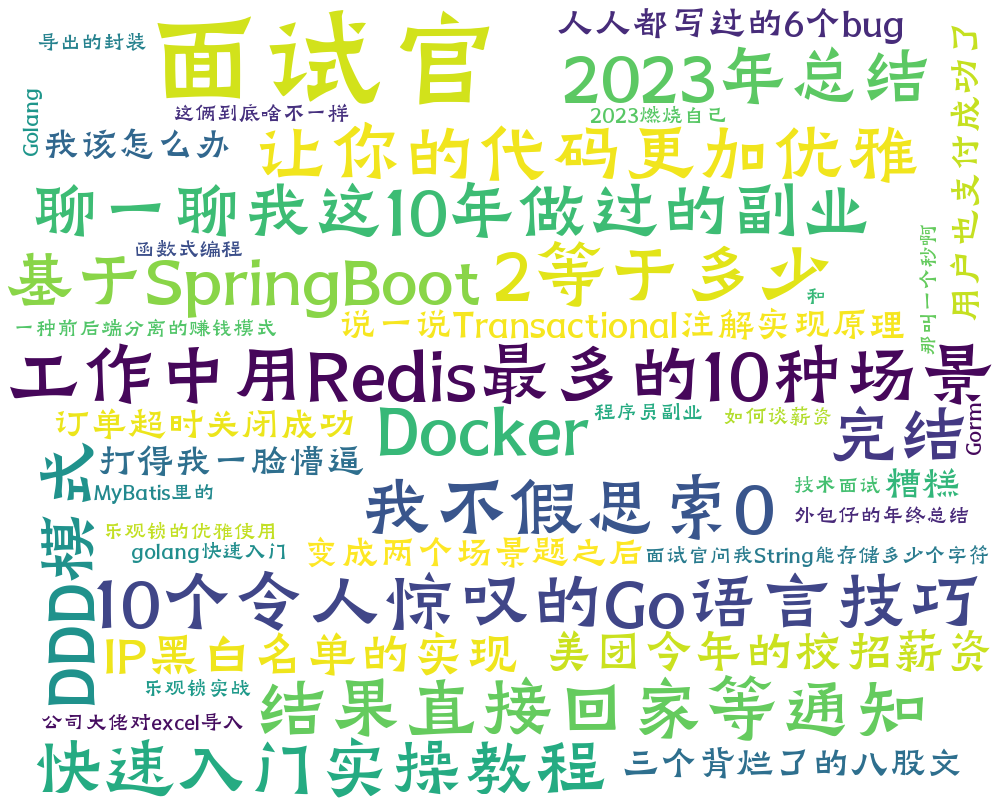 人人都写过的6个bug
导出的封装
面试官
2023年总结
用户也支付成功了
Golang
这俩到底啥不一样
2023燃烧自己
我该怎么办
让你的代码更加优雅
聊一聊我这10年做过的副业
函数式编程
那叫一个秒啊
基于SpringBoot
2等于多少
和
一种前后端分离的赚钱模式
说一说Transactional注解实现原理
工作中用Redis最多的10种场景
订单超时关闭成功
Docker
程序员副业
如何谈薪资
完结
Gorm
DDD模式
打得我一脸懵逼
MyBatis里的
我不假思索0
技术面试
糟糕
外包仔的年终总结
乐观锁的优雅使用
golang快速入门
变成两个场景题之后
面试官问我String能存储多少个字符
10个令人惊叹的Go语言技巧
IP黑白名单的实现
美团今年的校招薪资
乐观锁实战
结果直接回家等通知
公司大佬对excel导入
快速入门实操教程
三个背烂了的八股文